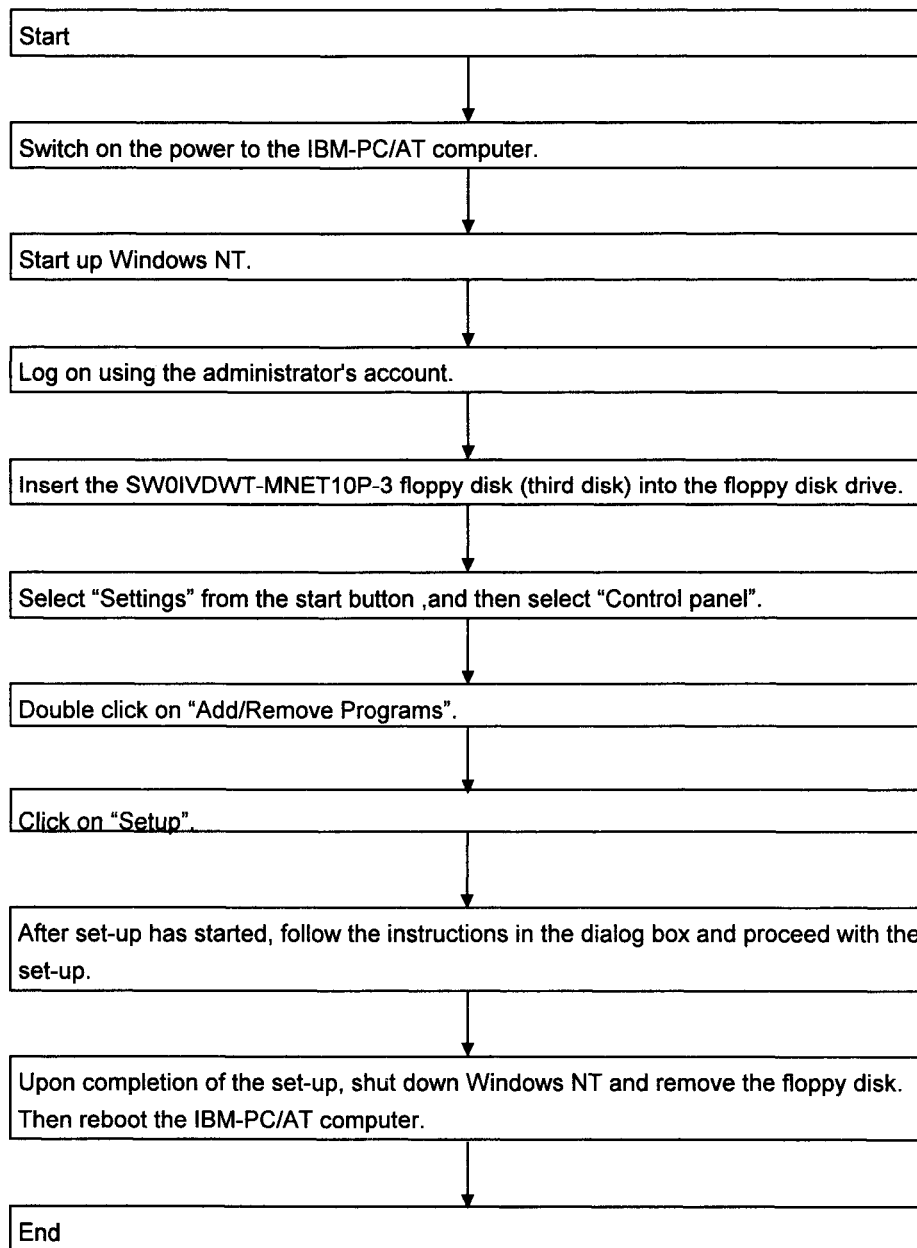 Start
Switch on the power to the IBM-PC/AT computer.
Start up Windows NT.
Log on using the administrator's account.
Insert the SW0IVDWT-MNET10P-3 floppy disk (third disk) into the floppy disk drive.
Select “Settings” from the start button ,and then select “Control panel”.
Double click on “Add/Remove Programs”.
Click on “Setup”.
After set-up has started, follow the instructions in the dialog box and proceed with the
set-up.
Upon completion of the set-up, shut down Windows NT and remove the floppy disk.
Then reboot the IBM-PC/AT computer.
End